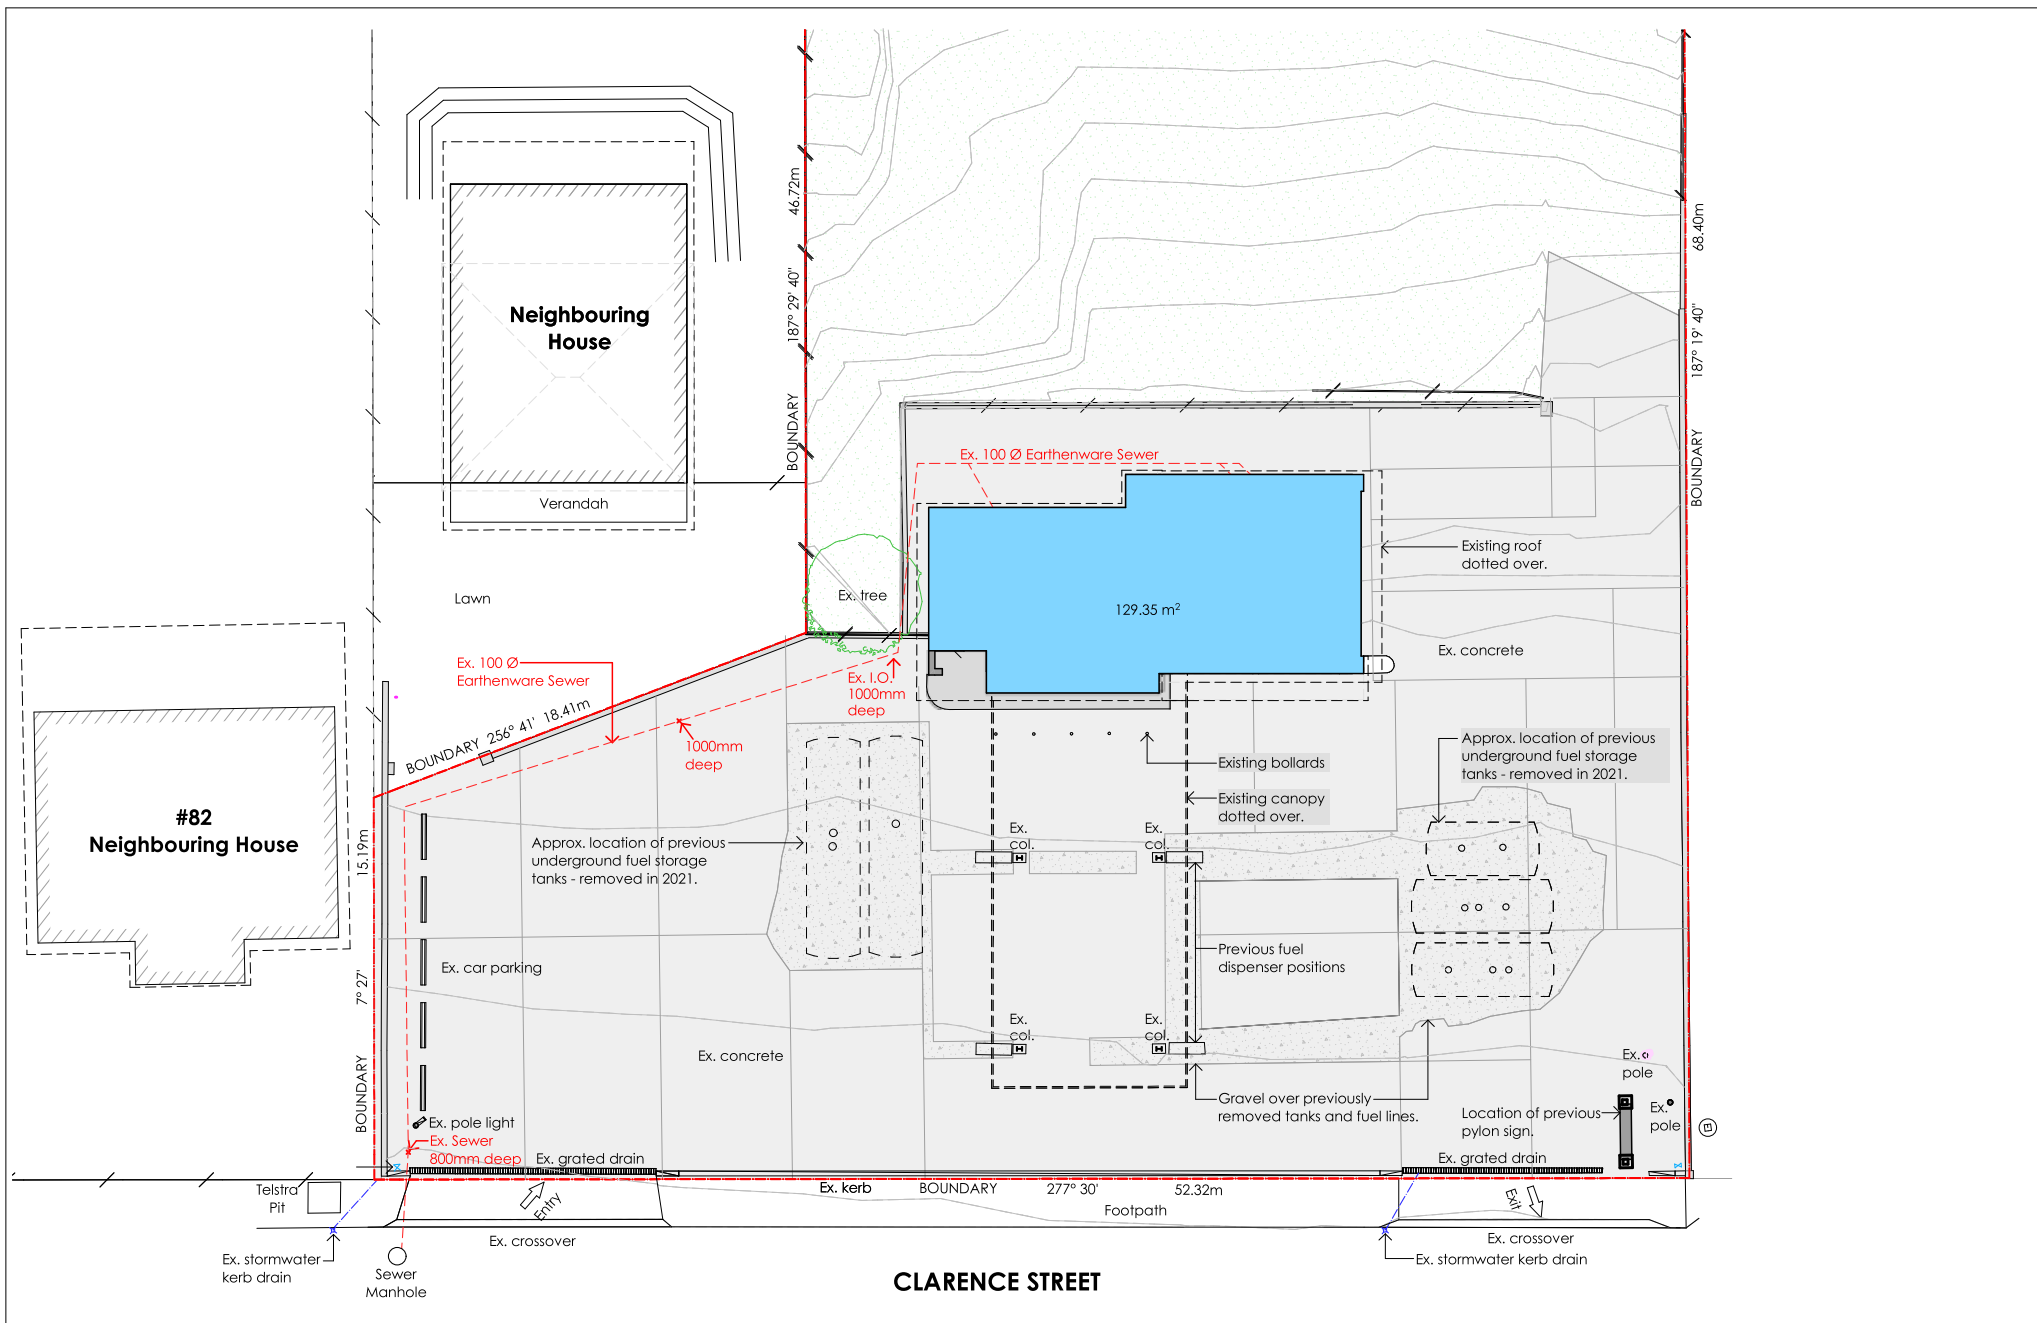 46.72m
187° 29' 40"
BOUNDARY
68.40m
187° 19' 40"
BOUNDARY
Neighbouring
House
Verandah
Lawn
Ex. 100 Ø Earthenware Sewer
Existing roof
dotted over.
Ex. tree
129.35 m²
Ex. concrete
Ex. 100 Ø
Earthenware Sewer
Ex. I.O.
1000mm
deep
BOUNDARY 256° 41' 18.41m
1000mm
deep
Existing bollards
Existing canopy
dotted over.
Approx. location of previous
underground fuel storage
tanks - removed in 2021.
#82
Neighbouring House
15.19m
7° 27'
BOUNDARY
Approx. location of previous
underground fuel storage
tanks - removed in 2021.
Ex.
col.
Ex.
col.
Ex. car parking
Previous fuel
dispenser positions
Ex.
col.
Ex.
col.
Ex. concrete
Ex.
pole
Gravel over previously
removed tanks and fuel lines.
Location of previous
pylon sign.
Ex.
pole
E
Ex. pole light
Ex. Sewer
800mm deep
Ex. grated drain
Ex. grated drain
Telstra
Pit
Entry
Ex. kerb
BOUNDARY 277° 30' 52.32m
Exit
Footpath
Ex. crossover
Ex. crossover
Ex. stormwater
kerb drain
Ex. stormwater kerb drain
Sewer
Manhole
CLARENCE STREET